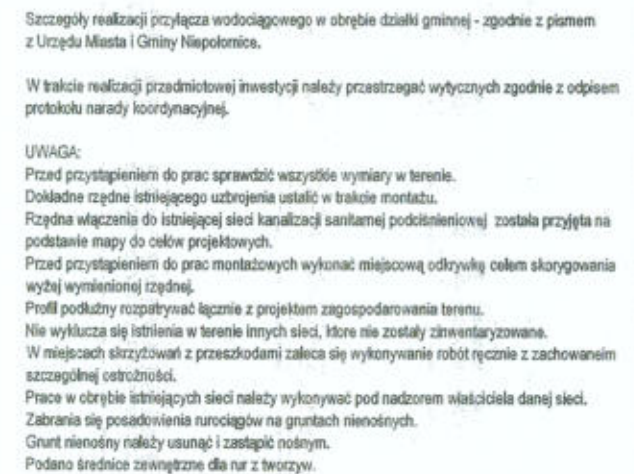 Szczegóły realizacji przyłącza wodociągowego w obrębie działki gminnej - zgodnie z pismem
z Urzędu Miasta i Gminy Niepołomice.
W trakcie realizacji przedmiotowej inwestycji należy przestrzegać wytycznych zgodnie z odpisem
protokołu narady koordynacyjnej.
UWAGA:
Przed przystąpieniem do prac sprawdzić wszystkie wymiary w terenie.
Dokładne rzędne istniejącego uzbrojenia ustalić w trakcie montażu.
Rzędna włączenia do istniejącej sieci kanalizacji sanitarnej podciśnieniowej została przyjęta na
podstawie mapy do celów projektowych.
Przed przystąpieniem do prac montażowych wykonać miejscową odkrywkę celem skorygowania
wyżej wymienionej rzędnej.
Profil podłużny rozpatrywać łącznie z projektem zagospodarowania terenu.
Nie wyklucza się istnienia w terenie innych sieci, ktore nie zostały zinwentaryzowane.
W miejscach skrzyżowań z przeszkodami zaleca się wykonywanie robót ręcznie z zachowaneim
szczególnej ostrożności.
Prace w obrębie istniejących sieci należy wykonywać pod nadzorem właściciela danej sieci.
Zabrania się posadowienia rurociągów na gruntach nienośnych.
Grunt nienośny należy usunąć i zastąpić nośnym.
Podano średnice zewnętrzne dla rur z tworzyw.